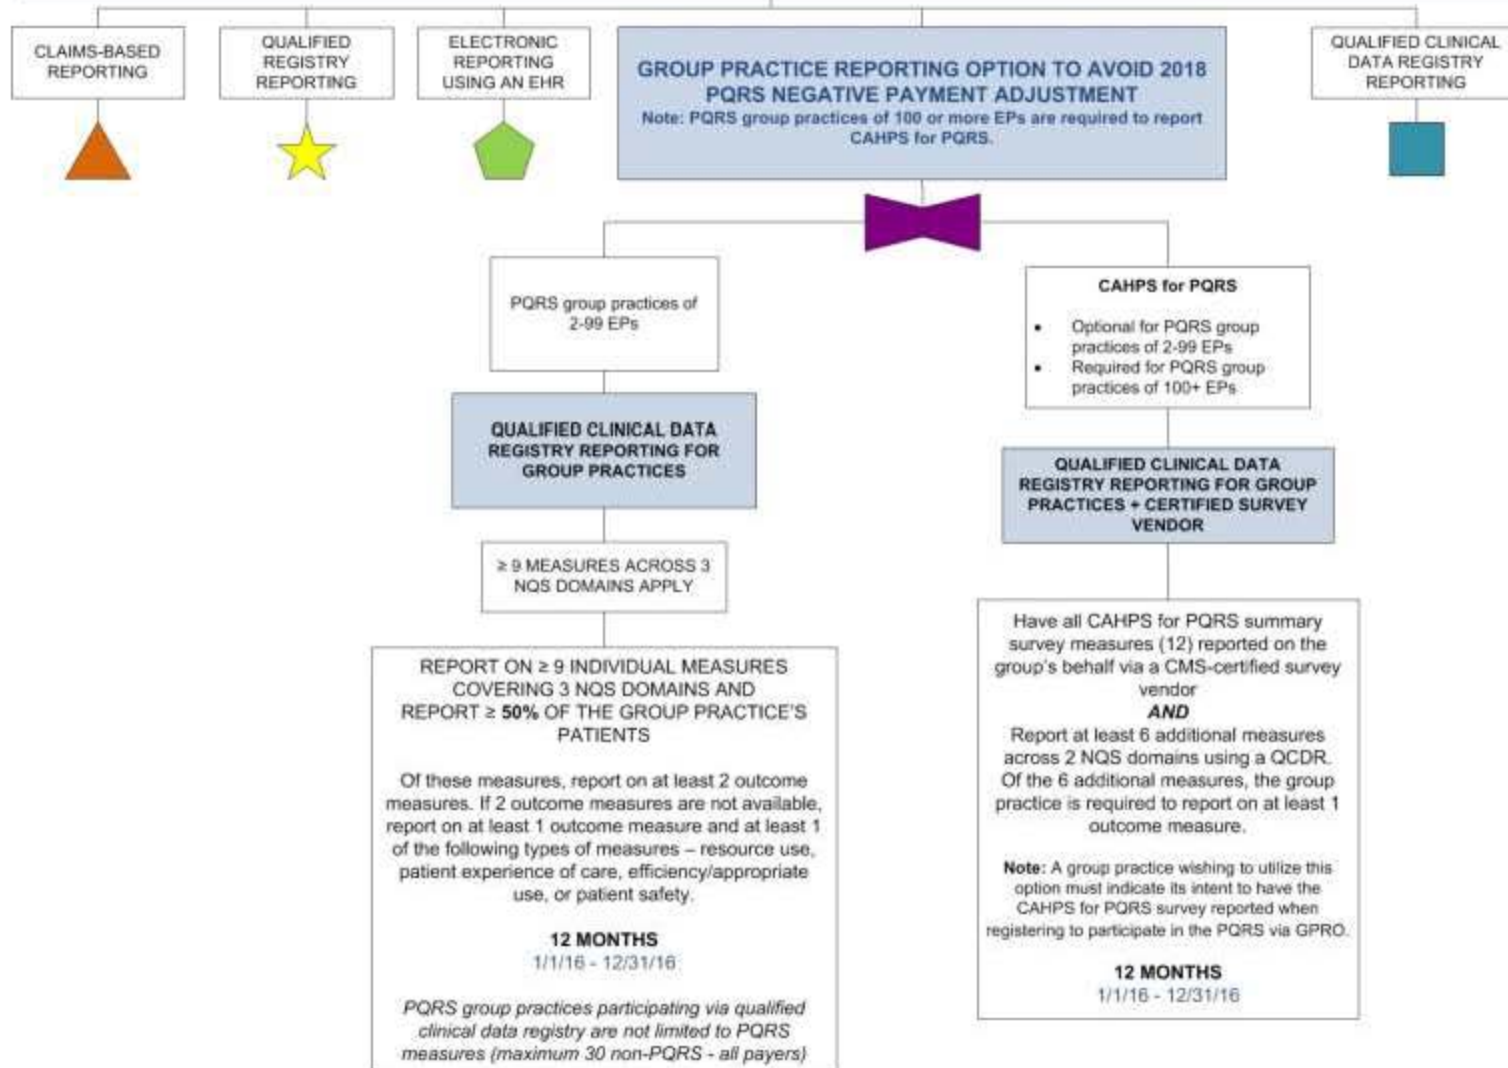 CLAIMS-BASED
REPORTING
QUALIFIED
REGISTRY
REPORTING
ELECTRONIC
REPORTING
USING AN EHR
GROUP PRACTICE REPORTING OPTION TO AVOID 2018
PQRS NEGATIVE PAYMENT ADJUSTMENT
Note: PQRS group practices of 100 or more EPs are required to report
CAHPS for PQRS.
QUALIFIED CLINICAL
DATA REGISTRY
REPORTING
PQRS group practices of
2-99 EPs
QUALIFIED CLINICAL DATA
REGISTRY REPORTING FOR
GROUP PRACTICES
≥ 9 MEASURES ACROSS 3
NQS DOMAINS APPLY
REPORT ON ≥ 9 INDIVIDUAL MEASURES
COVERING 3 NQS DOMAINS AND
REPORT ≥ 50% OF THE GROUP PRACTICE'S
PATIENTS
Of these measures, report on at least 2 outcome
measures. If 2 outcome measures are not available,
report on at least 1 outcome measure and at least 1
of the following types of measures – resource use,
patient experience of care, efficiency/appropriate
use, or patient safety.
12 MONTHS
1/1/16 - 12/31/16
PQRS group practices participating via qualified
clinical data registry are not limited to PQRS
measures (maximum 30 non-PQRS - all payers)
CAHPS for PQRS
• Optional for PQRS group
practices of 2-99 EPs
• Required for PQRS group
practices of 100+ EPs
QUALIFIED CLINICAL DATA
REGISTRY REPORTING FOR GROUP
PRACTICES + CERTIFIED SURVEY
VENDOR
Have all CAHPS for PQRS summary
survey measures (12) reported on the
group's behalf via a CMS-certified survey
vendor
AND
Report at least 6 additional measures
across 2 NQS domains using a QCDR.
Of the 6 additional measures, the group
practice is required to report on at least 1
outcome measure.
Note: A group practice wishing to utilize this
option must indicate its intent to have the
CAHPS for PQRS survey reported when
registering to participate in the PQRS via GPRO.
12 MONTHS
1/1/16 - 12/31/16